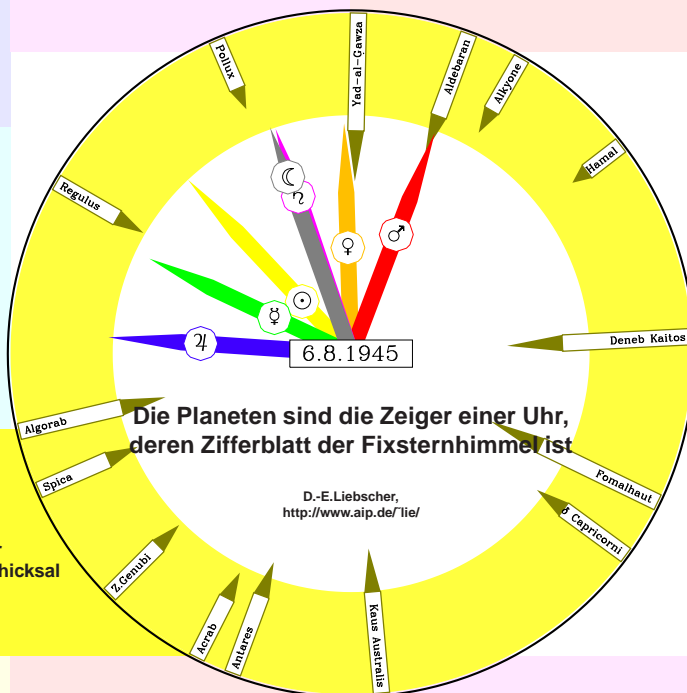 Pollux
Yad-al-Ǧawza
Aldebaran
Alkyone
Hamal
Regulus
☾
♄
♀
♂
☉
☿
♃
6.8.1945
Deneb Kaitos
Die Planeten sind die Zeiger einer Uhr,
deren Zifferblatt der Fixsternhimmel ist
Algorab
Spica
Fomalhaut
D.-E.Liebscher,
http://www.aip.de/~lie/
δ Capricorni
hicksal
Z.Genubi
Acrab
Antares
Kaus Australis